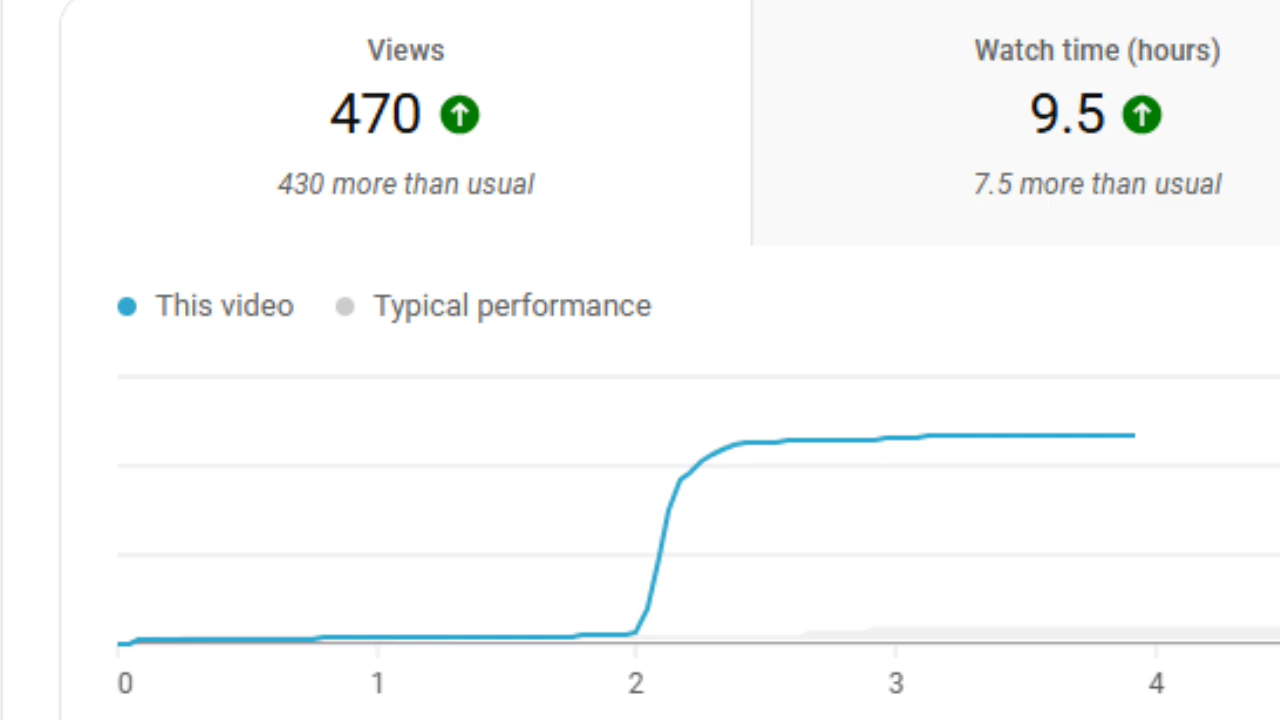 Views
Watch time (hours)
470
9.5
430 more than usual
7.5 more than usual
This video
Typical performance
0 1 2 3 4